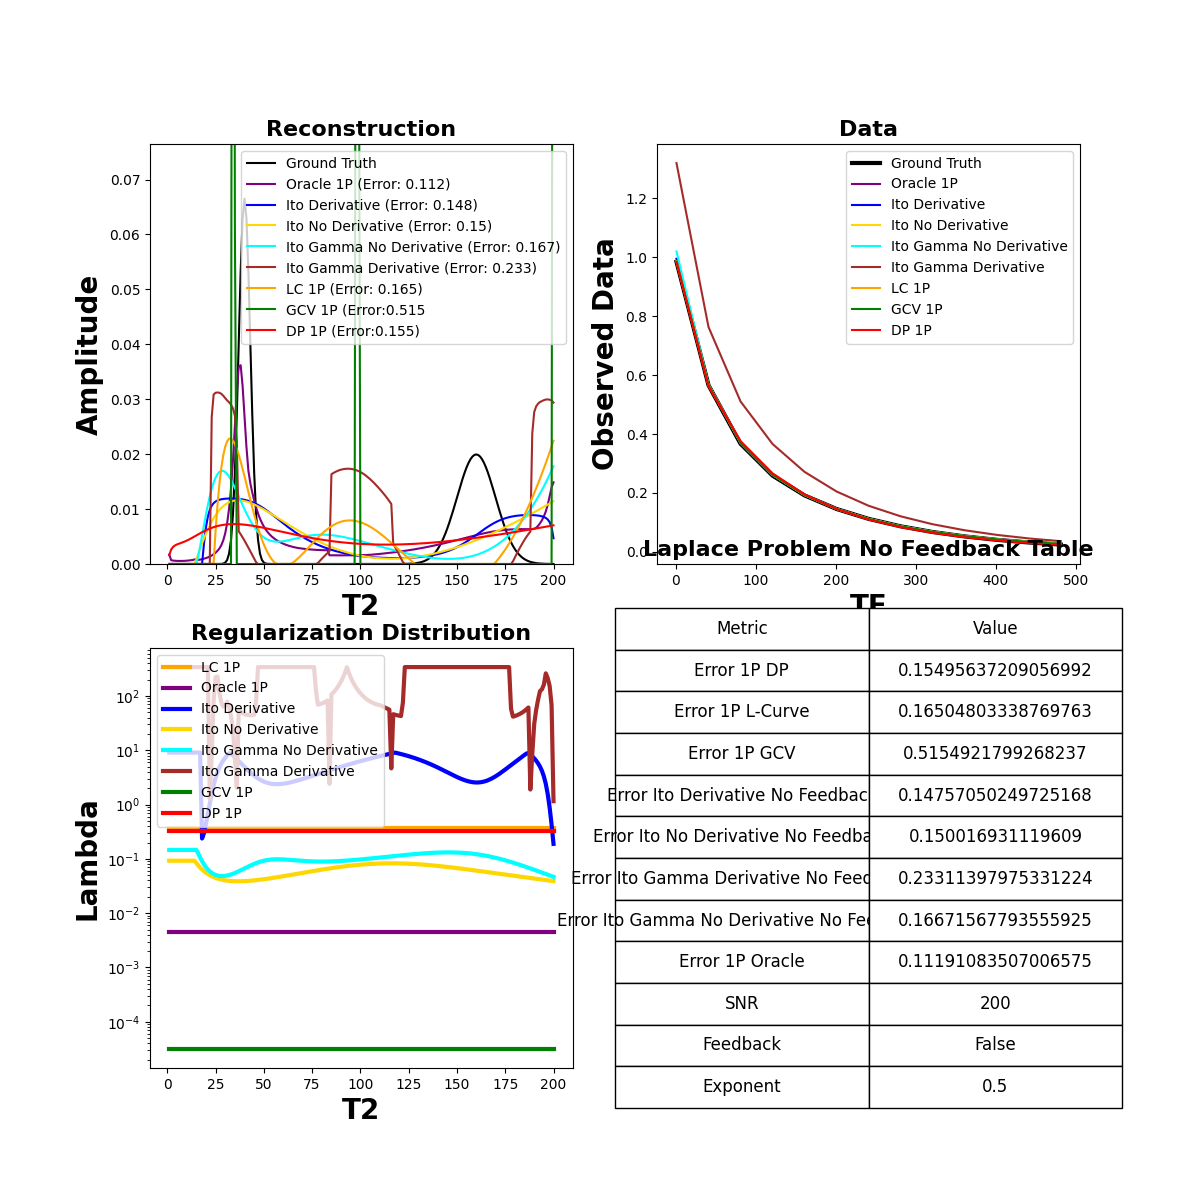 Reconstruction
Amplitude
0.07
0.06
0.05
0.04
0.03
0.02
0.01
0.00
Ground Truth
Oracle 1P (Error: 0.112)
Ito Derivative (Error: 0.148)
Ito No Derivative (Error: 0.15)
Ito Gamma No Derivative (Error: 0.167)
Ito Gamma Derivative (Error: 0.233)
LC 1P (Error: 0.165)
GCV 1P (Error:0.515
DP 1P (Error:0.155)
0 25 50 75 100 125 150 175 200
T2
Data
Observed Data
1.2
1.0
0.8
0.6
0.4
0.2
0.0
Ground Truth
Oracle 1P
Ito Derivative
Ito No Derivative
Ito Gamma No Derivative
Ito Gamma Derivative
LC 1P
GCV 1P
DP 1P
0 100 200 300 400 500
TE
Regularization Distribution
Lambda
10²
10¹
10⁰
10⁻¹
10⁻²
10⁻³
10⁻⁴
LC 1P
Oracle 1P
Ito Derivative
Ito No Derivative
Ito Gamma No Derivative
Ito Gamma Derivative
GCV 1P
DP 1P
0 25 50 75 100 125 150 175 200
T2
Laplace Problem No Feedback Table
Metric Value
Error 1P DP 0.15495637209056992
Error 1P L-Curve 0.16504803338769763
Error 1P GCV 0.5154921799268237
Error Ito Derivative No Feedbac 0.14757050249725168
Error Ito No Derivative No Feedba 0.150016931119609
Error Ito Gamma Derivative No Feed 0.23311397975331224
Error Ito Gamma No Derivative No Fee 0.16671567793555925
Error 1P Oracle 0.11191083507006575
SNR 200
Feedback False
Exponent 0.5